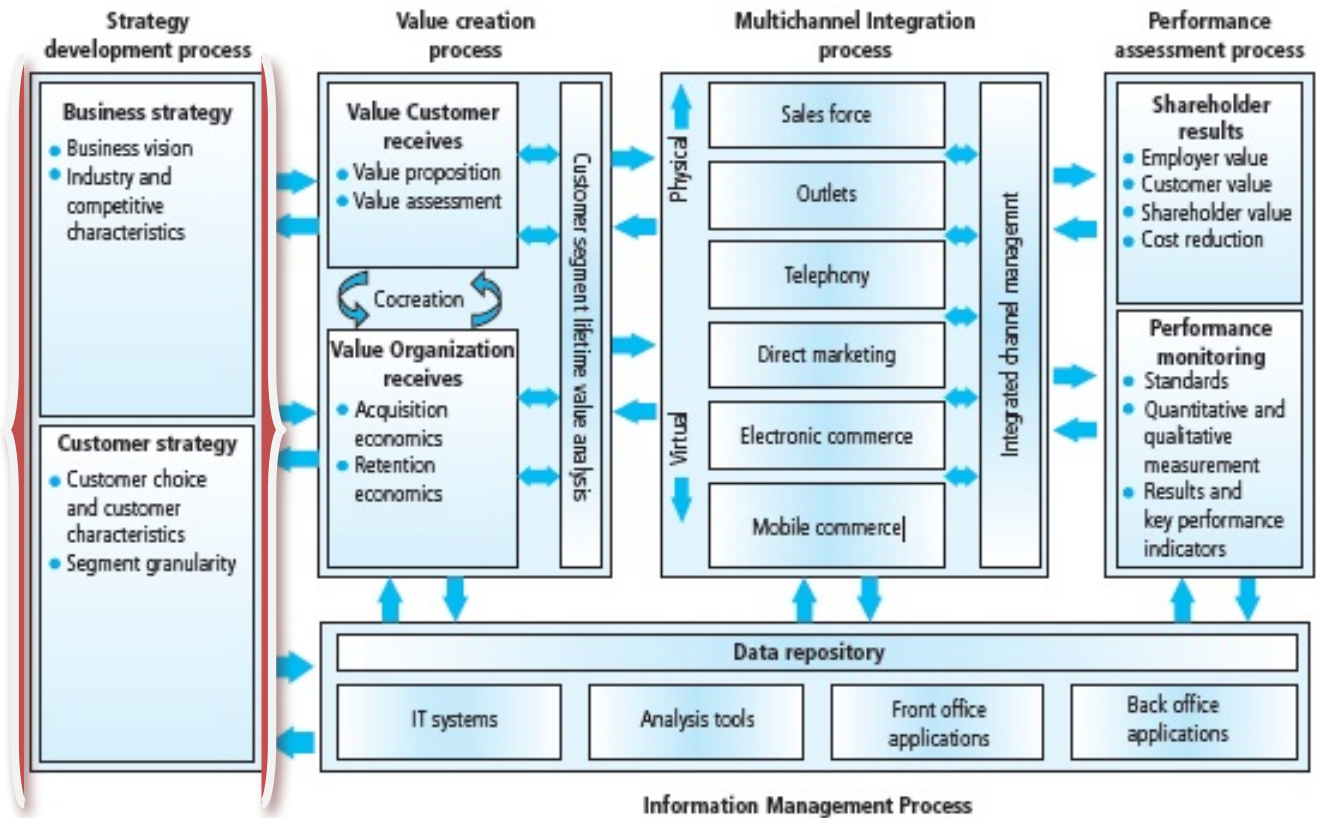 Strategy
development process
Business strategy
Business vision
Industry and
competitive
characteristics
Customer strategy
Customer choice
and customer
characteristics
Segment granularity
Value creation
process
Value Customer
receives
Value proposition
Value assessment
Cocreation
Value Organization
receives
Acquisition
economics
Retention
economics
Customer segment lifetime value analysis
Multichannel Integration
process
Physical
Virtual
Sales force
Outlets
Telephony
Direct marketing
Electronic commerce
Mobile commerce
Integrated channel management
Performance
assessment process
Shareholder
results
Employer value
Customer value
Shareholder value
Cost reduction
Performance
monitoring
Standards
Quantitative and
qualitative
measurement
Results and
key performance
indicators
Data repository
IT systems
Analysis tools
Front office
applications
Back office
applications
Information Management Process